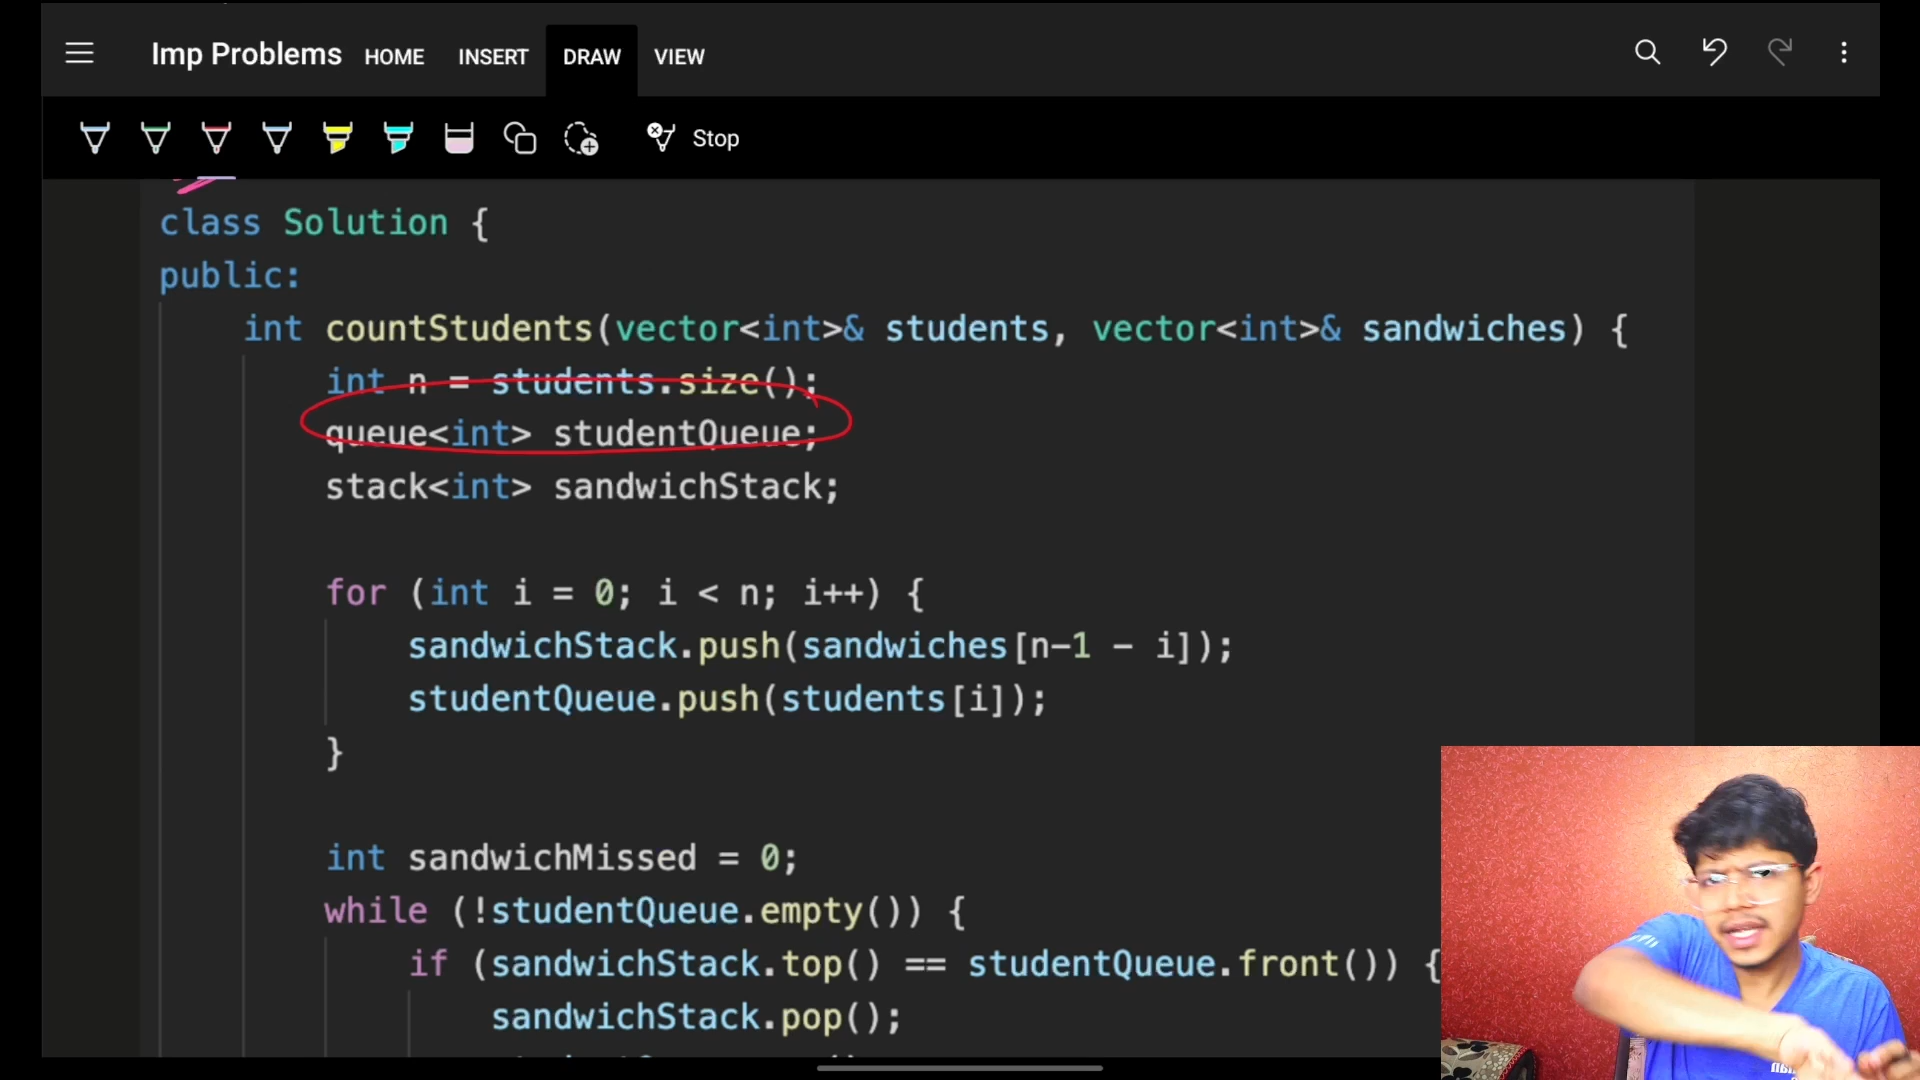 Imp Problems HOME INSERT DRAW VIEW
Stop
class Solution {
public:
int countStudents(vector<int>& students, vector<int>& sandwiches) {
int n = students.size();
queue<int> studentQueue;
stack<int> sandwichStack;
for (int i = 0; i < n; i++) {
sandwichStack.push(sandwiches[n-1 - i]);
studentQueue.push(students[i]);
}
int sandwichMissed = 0;
while (!studentQueue.empty()) {
if (sandwichStack.top() == studentQueue.front()) {
sandwichStack.pop();